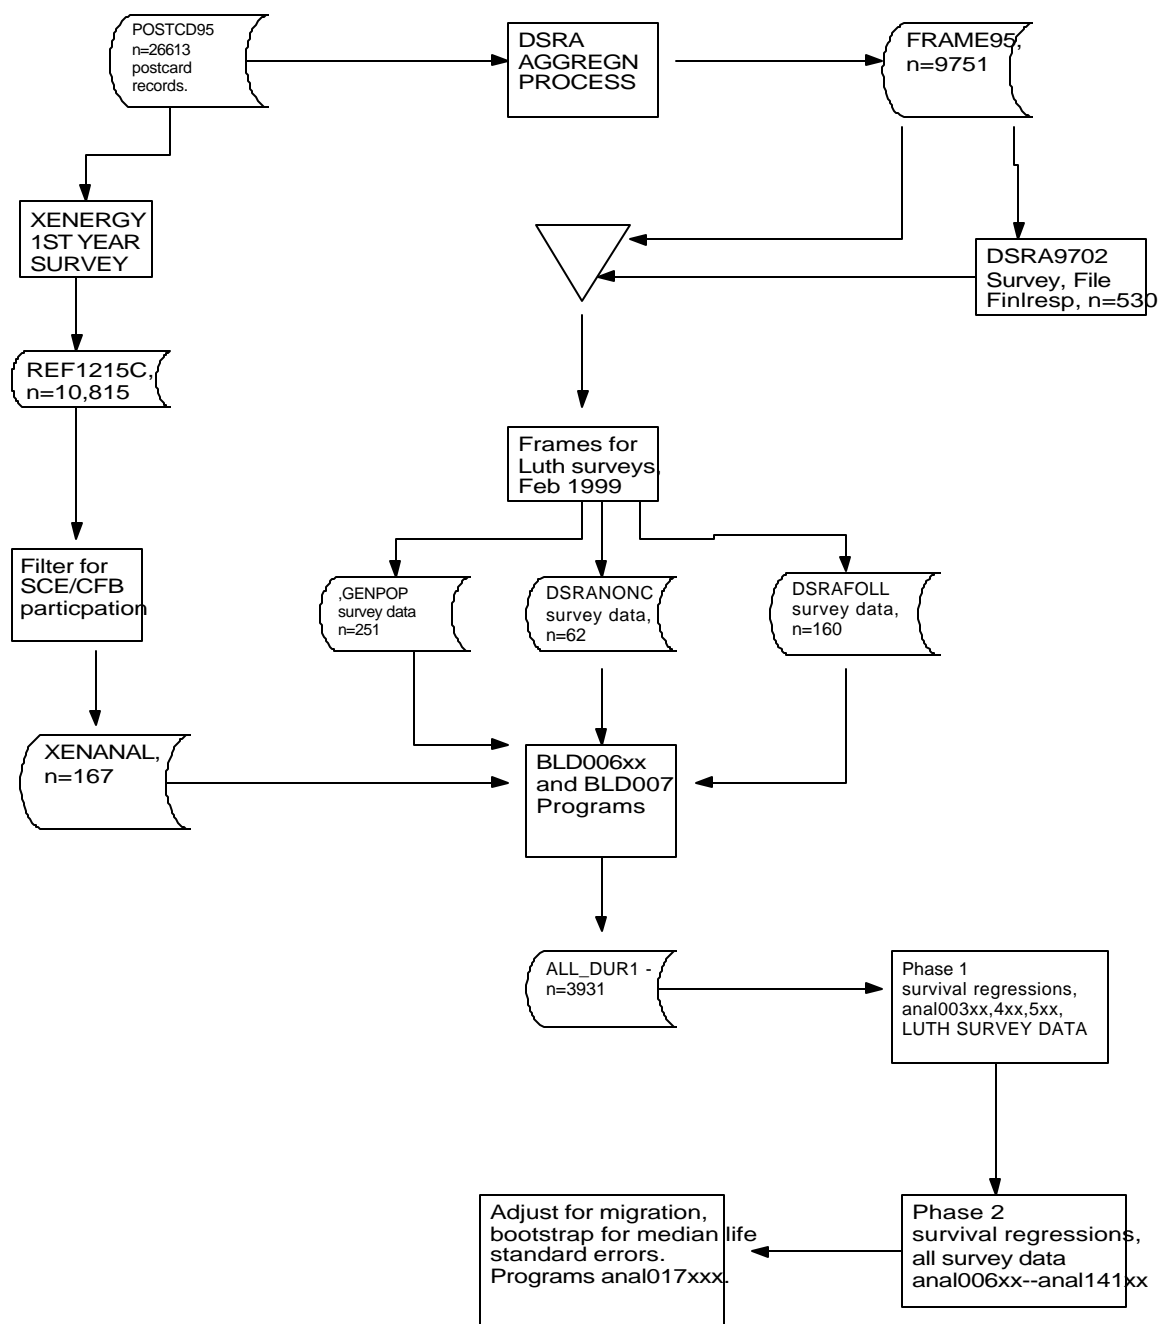 POSTCD95
n=26613
postcard
records.
DSRA
AGGREGN
PROCESS
FRAME95,
n=9751
XENERGY
1ST YEAR
SURVEY
DSRA9702
Survey, File
Finlresp, n=530
REF1215C,
n=10,815
Frames for
Luth surveys,
Feb 1999
Filter for
SCE/CFB
particpation
,GENPOP
survey data
n=251
DSRANONC
survey data,
n=62
DSRAFOLL
survey data,
n=160
XENANAL,
n=167
BLD006xx
and BLD007
Programs
ALL_DUR1 -
n=3931
Phase 1
survival regressions,
anal003xx,4xx,5xx,
LUTH SURVEY DATA
Adjust for migration,
bootstrap for median life
standard errors.
Programs anal017xxx.
Phase 2
survival regressions,
all survey data
anal006xx--anal141xx